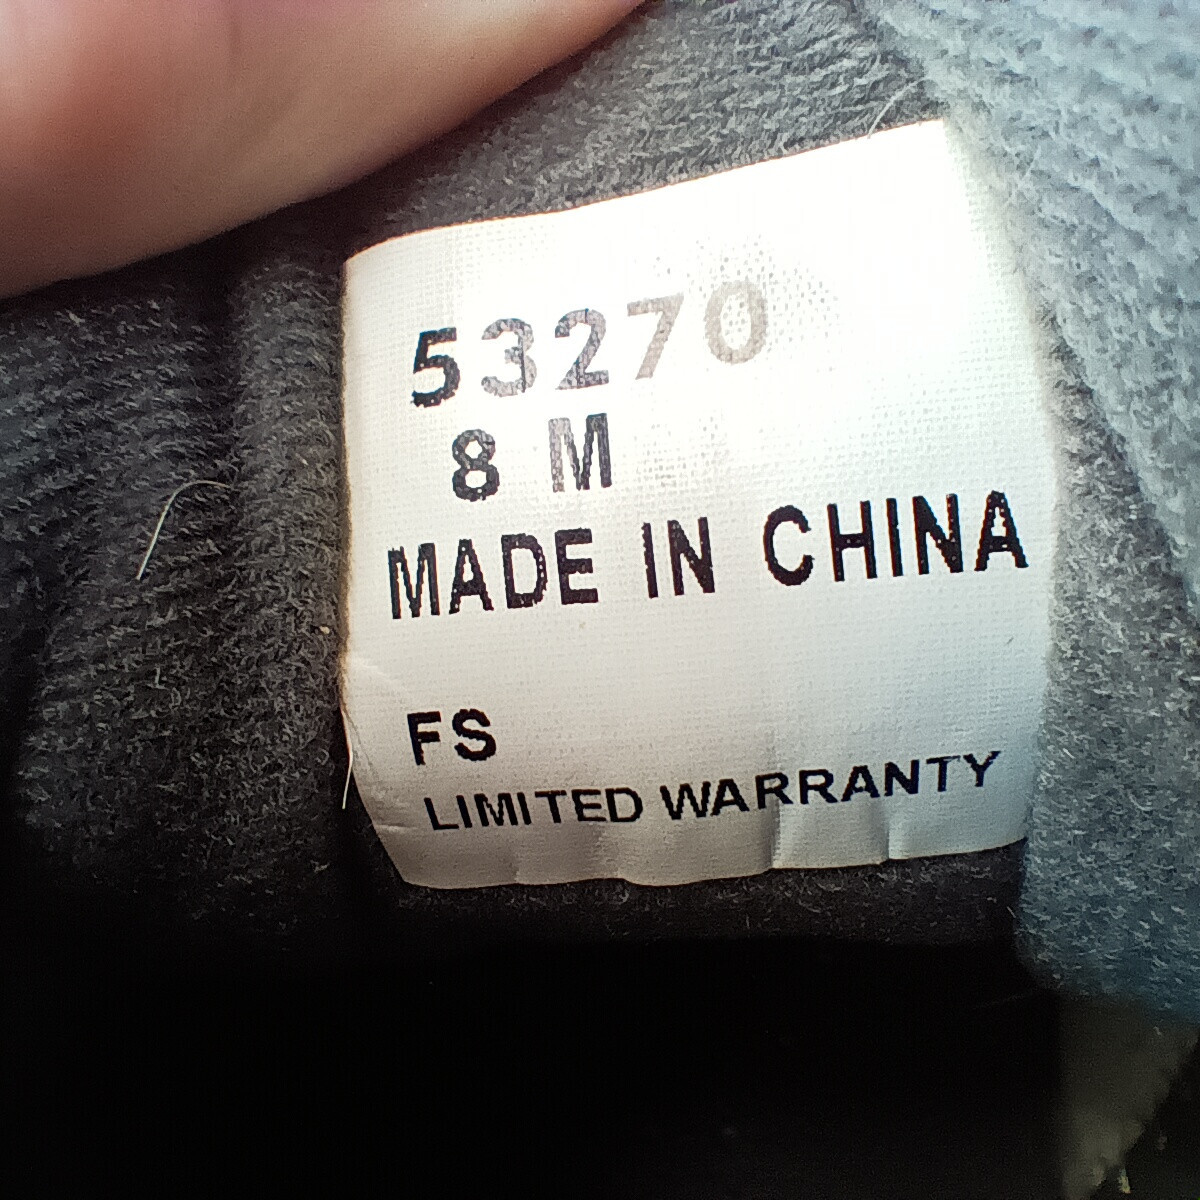 53270
8 M
MADE IN CHINA
FS
LIMITED WARRANTY